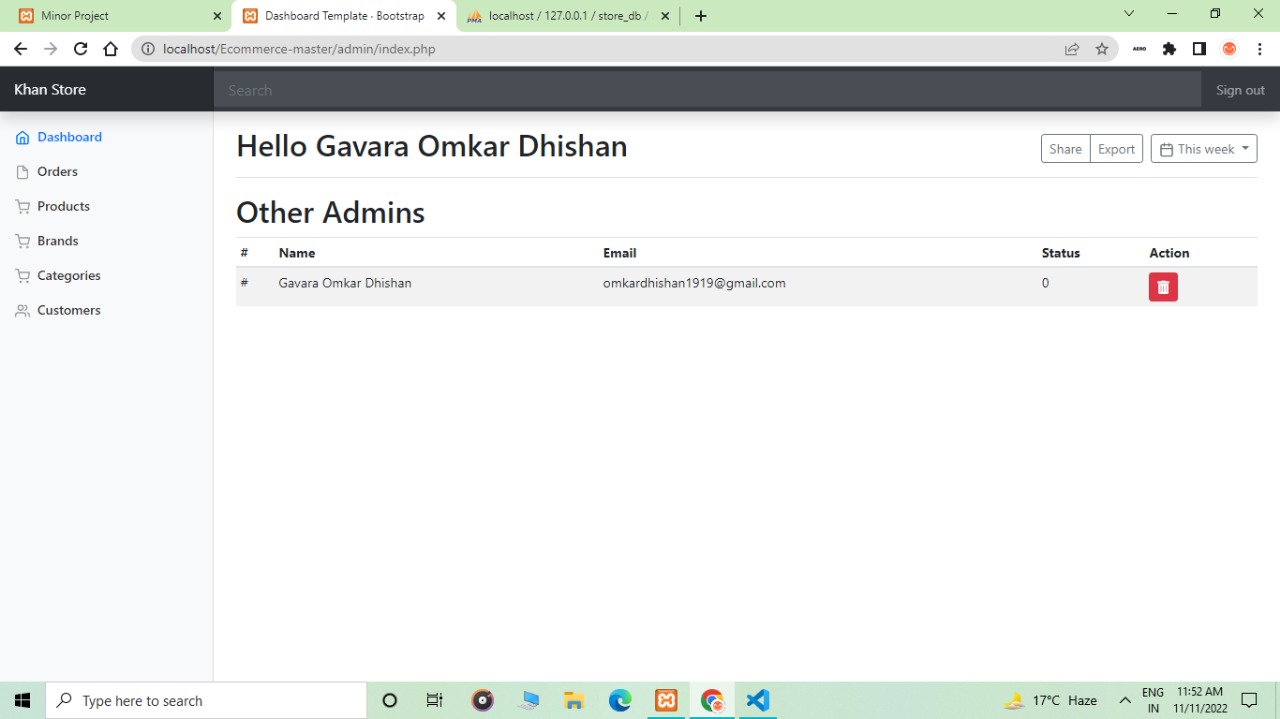 Minor Project
Dashboard Template · Bootstrap
localhost / 127.0.0.1 / store_db /
localhost/Ecommerce-master/admin/index.php
AERO
Khan Store
Search
Sign out
Dashboard
Orders
Products
Brands
Categories
Customers
Hello Gavara Omkar Dhishan
Share
Export
This week
Other Admins
# Name Email Status Action
# Gavara Omkar Dhishan omkardhishan1919@gmail.com 0
Type here to search
17°C Haze
ENG
IN
11:52 AM
11/11/2022